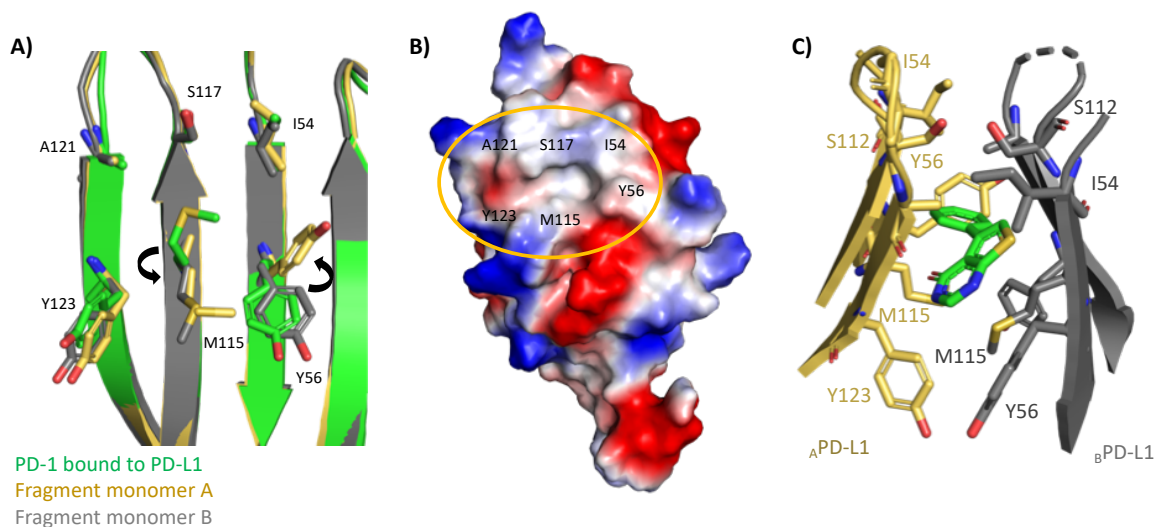 A)
S117
I54
A121
Y123
M115
Y56
PD-1 bound to PD-L1
Fragment monomer A
Fragment monomer B
B)
A121 S117 I54
Y56
Y123 M115
C)
I54
S112
S112
Y56
I54
M115
M115
Y123
Y56
APD-L1
BPD-L1